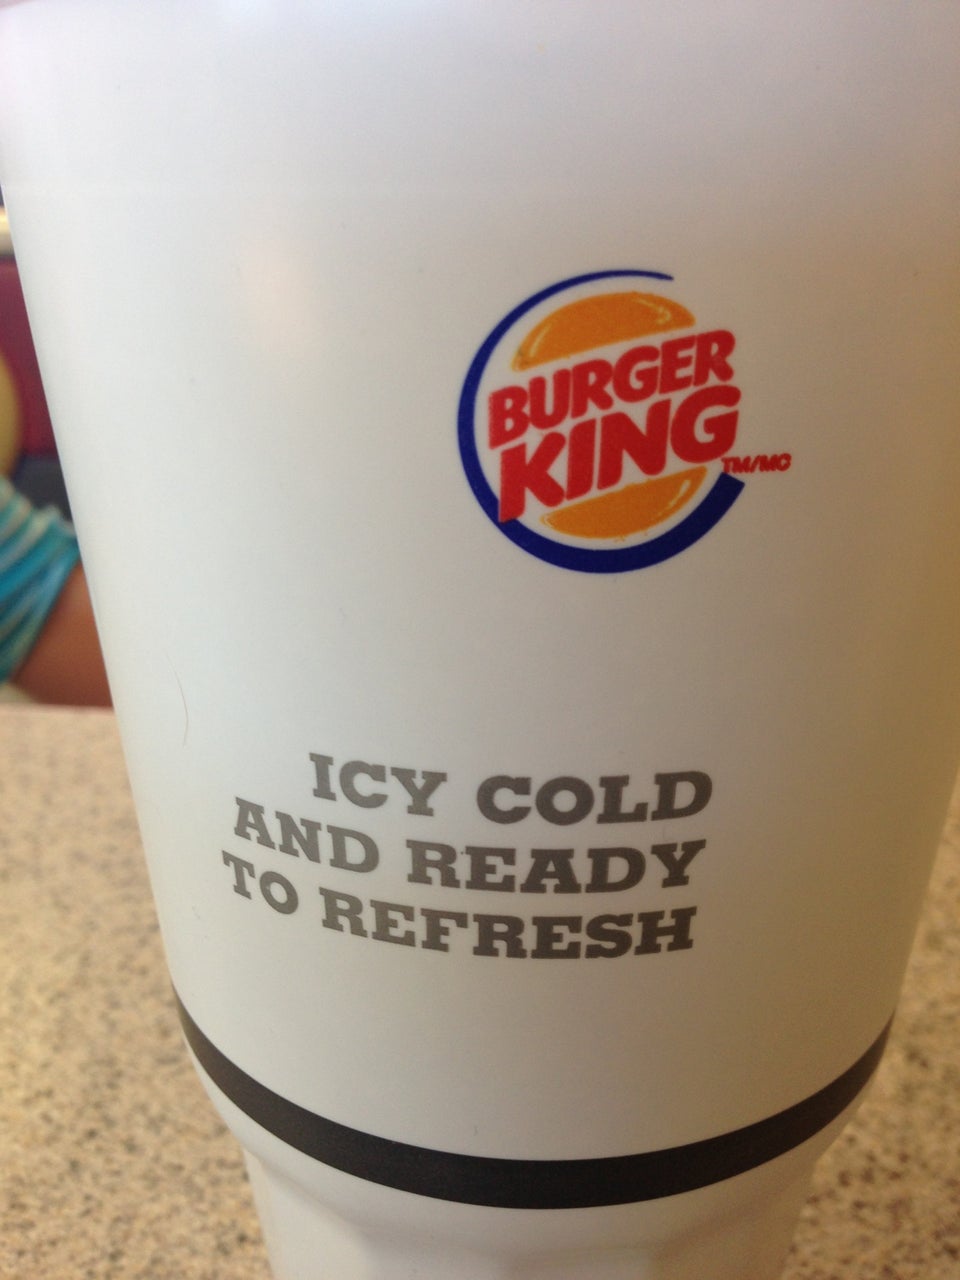 BURGER
KING
TM/MC
ICY COLD
AND READY
TO REFRESH